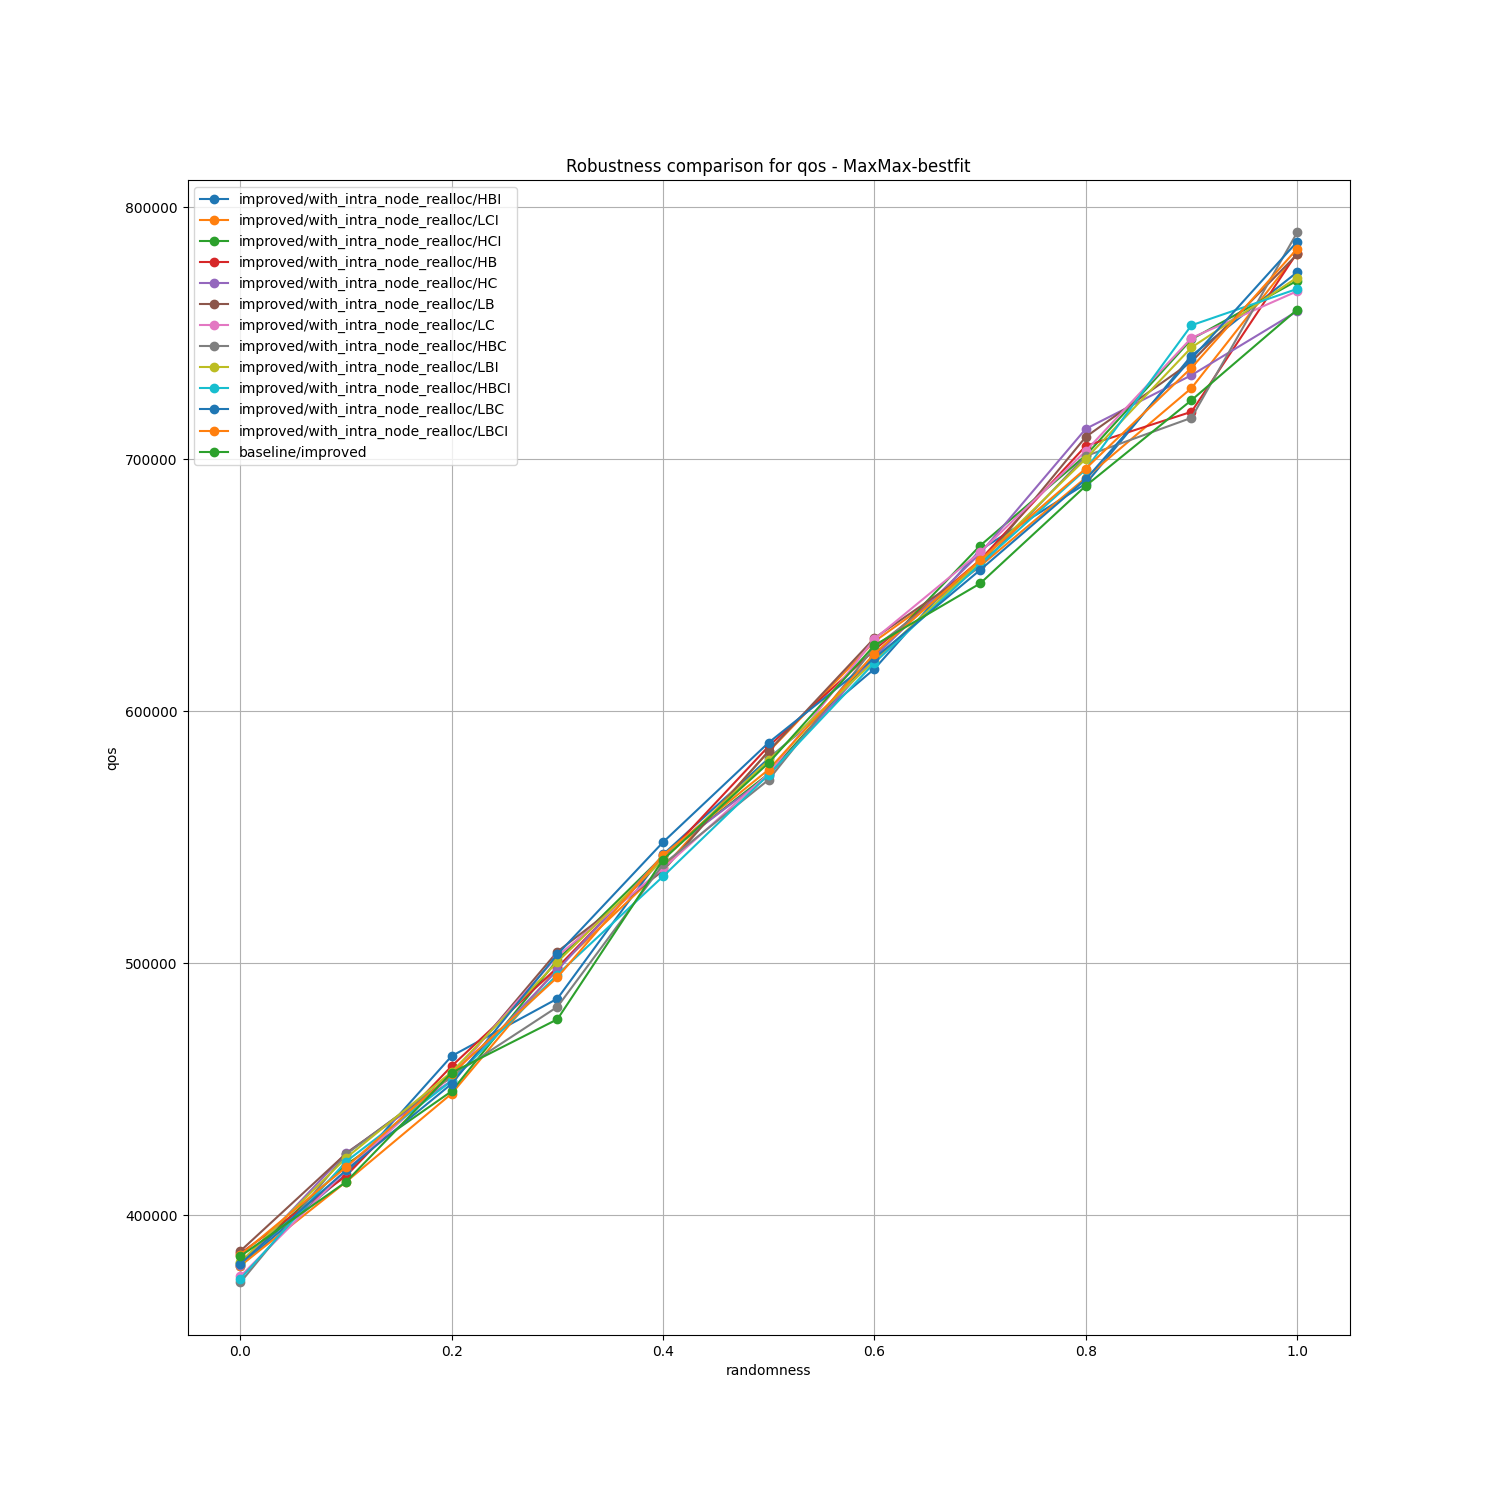 Robustness comparison for qos - MaxMax-bestfit
improved/with_intra_node_realloc/HBI
improved/with_intra_node_realloc/LCI
improved/with_intra_node_realloc/HCI
improved/with_intra_node_realloc/HB
improved/with_intra_node_realloc/HC
improved/with_intra_node_realloc/LB
improved/with_intra_node_realloc/LC
improved/with_intra_node_realloc/HBC
improved/with_intra_node_realloc/LBI
improved/with_intra_node_realloc/HBCI
improved/with_intra_node_realloc/LBC
improved/with_intra_node_realloc/LBCI
baseline/improved
800000
700000
600000
500000
400000
qos
0.0 0.2 0.4 0.6 0.8 1.0
randomness